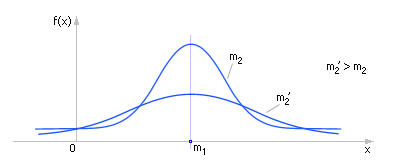 f(x)
m₂
m₂′ > m₂
m₂′
0
m₁
x